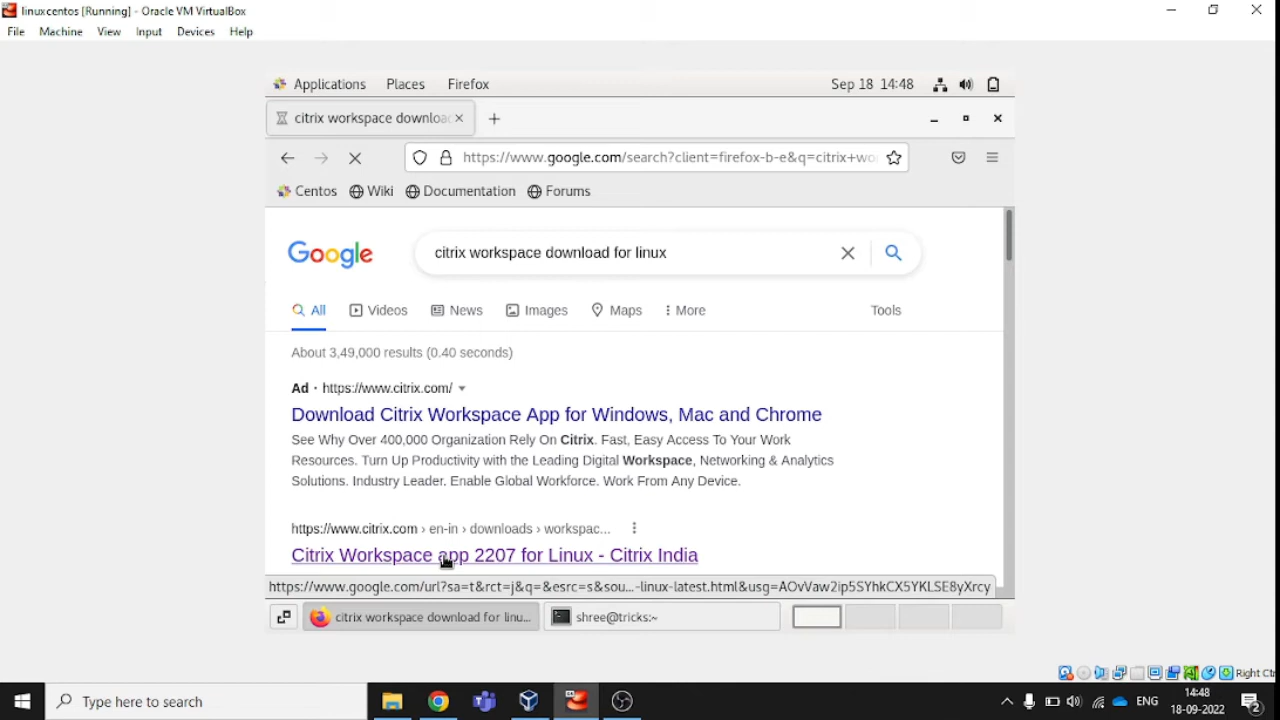 linuxcentos [Running] - Oracle VM VirtualBox
File Machine View Input Devices Help
Applications Places Firefox Sep 18 14:48
citrix workspace download
https://www.google.com/search?client=firefox-b-e&q=citrix+wo
Centos Wiki Documentation Forums
Google citrix workspace download for linux
All Videos News Images Maps More Tools
About 3,49,000 results (0.40 seconds)
Ad · https://www.citrix.com/
Download Citrix Workspace App for Windows, Mac and Chrome
See Why Over 400,000 Organization Rely On Citrix. Fast, Easy Access To Your Work
Resources. Turn Up Productivity with the Leading Digital Workspace, Networking & Analytics
Solutions. Industry Leader. Enable Global Workforce. Work From Any Device.
https://www.citrix.com › en-in › downloads › workspac...
Citrix Workspace app 2207 for Linux - Citrix India
https://www.google.com/url?sa=t&rct=j&q=&esrc=s&sou...-linux-latest.html&usg=AOvVaw2ip5SYhkCX5YKLSE8yXrcy
citrix workspace download for linu... shree@tricks:~
Right Ctr
Type here to search
ENG
14:48
18-09-2022
2